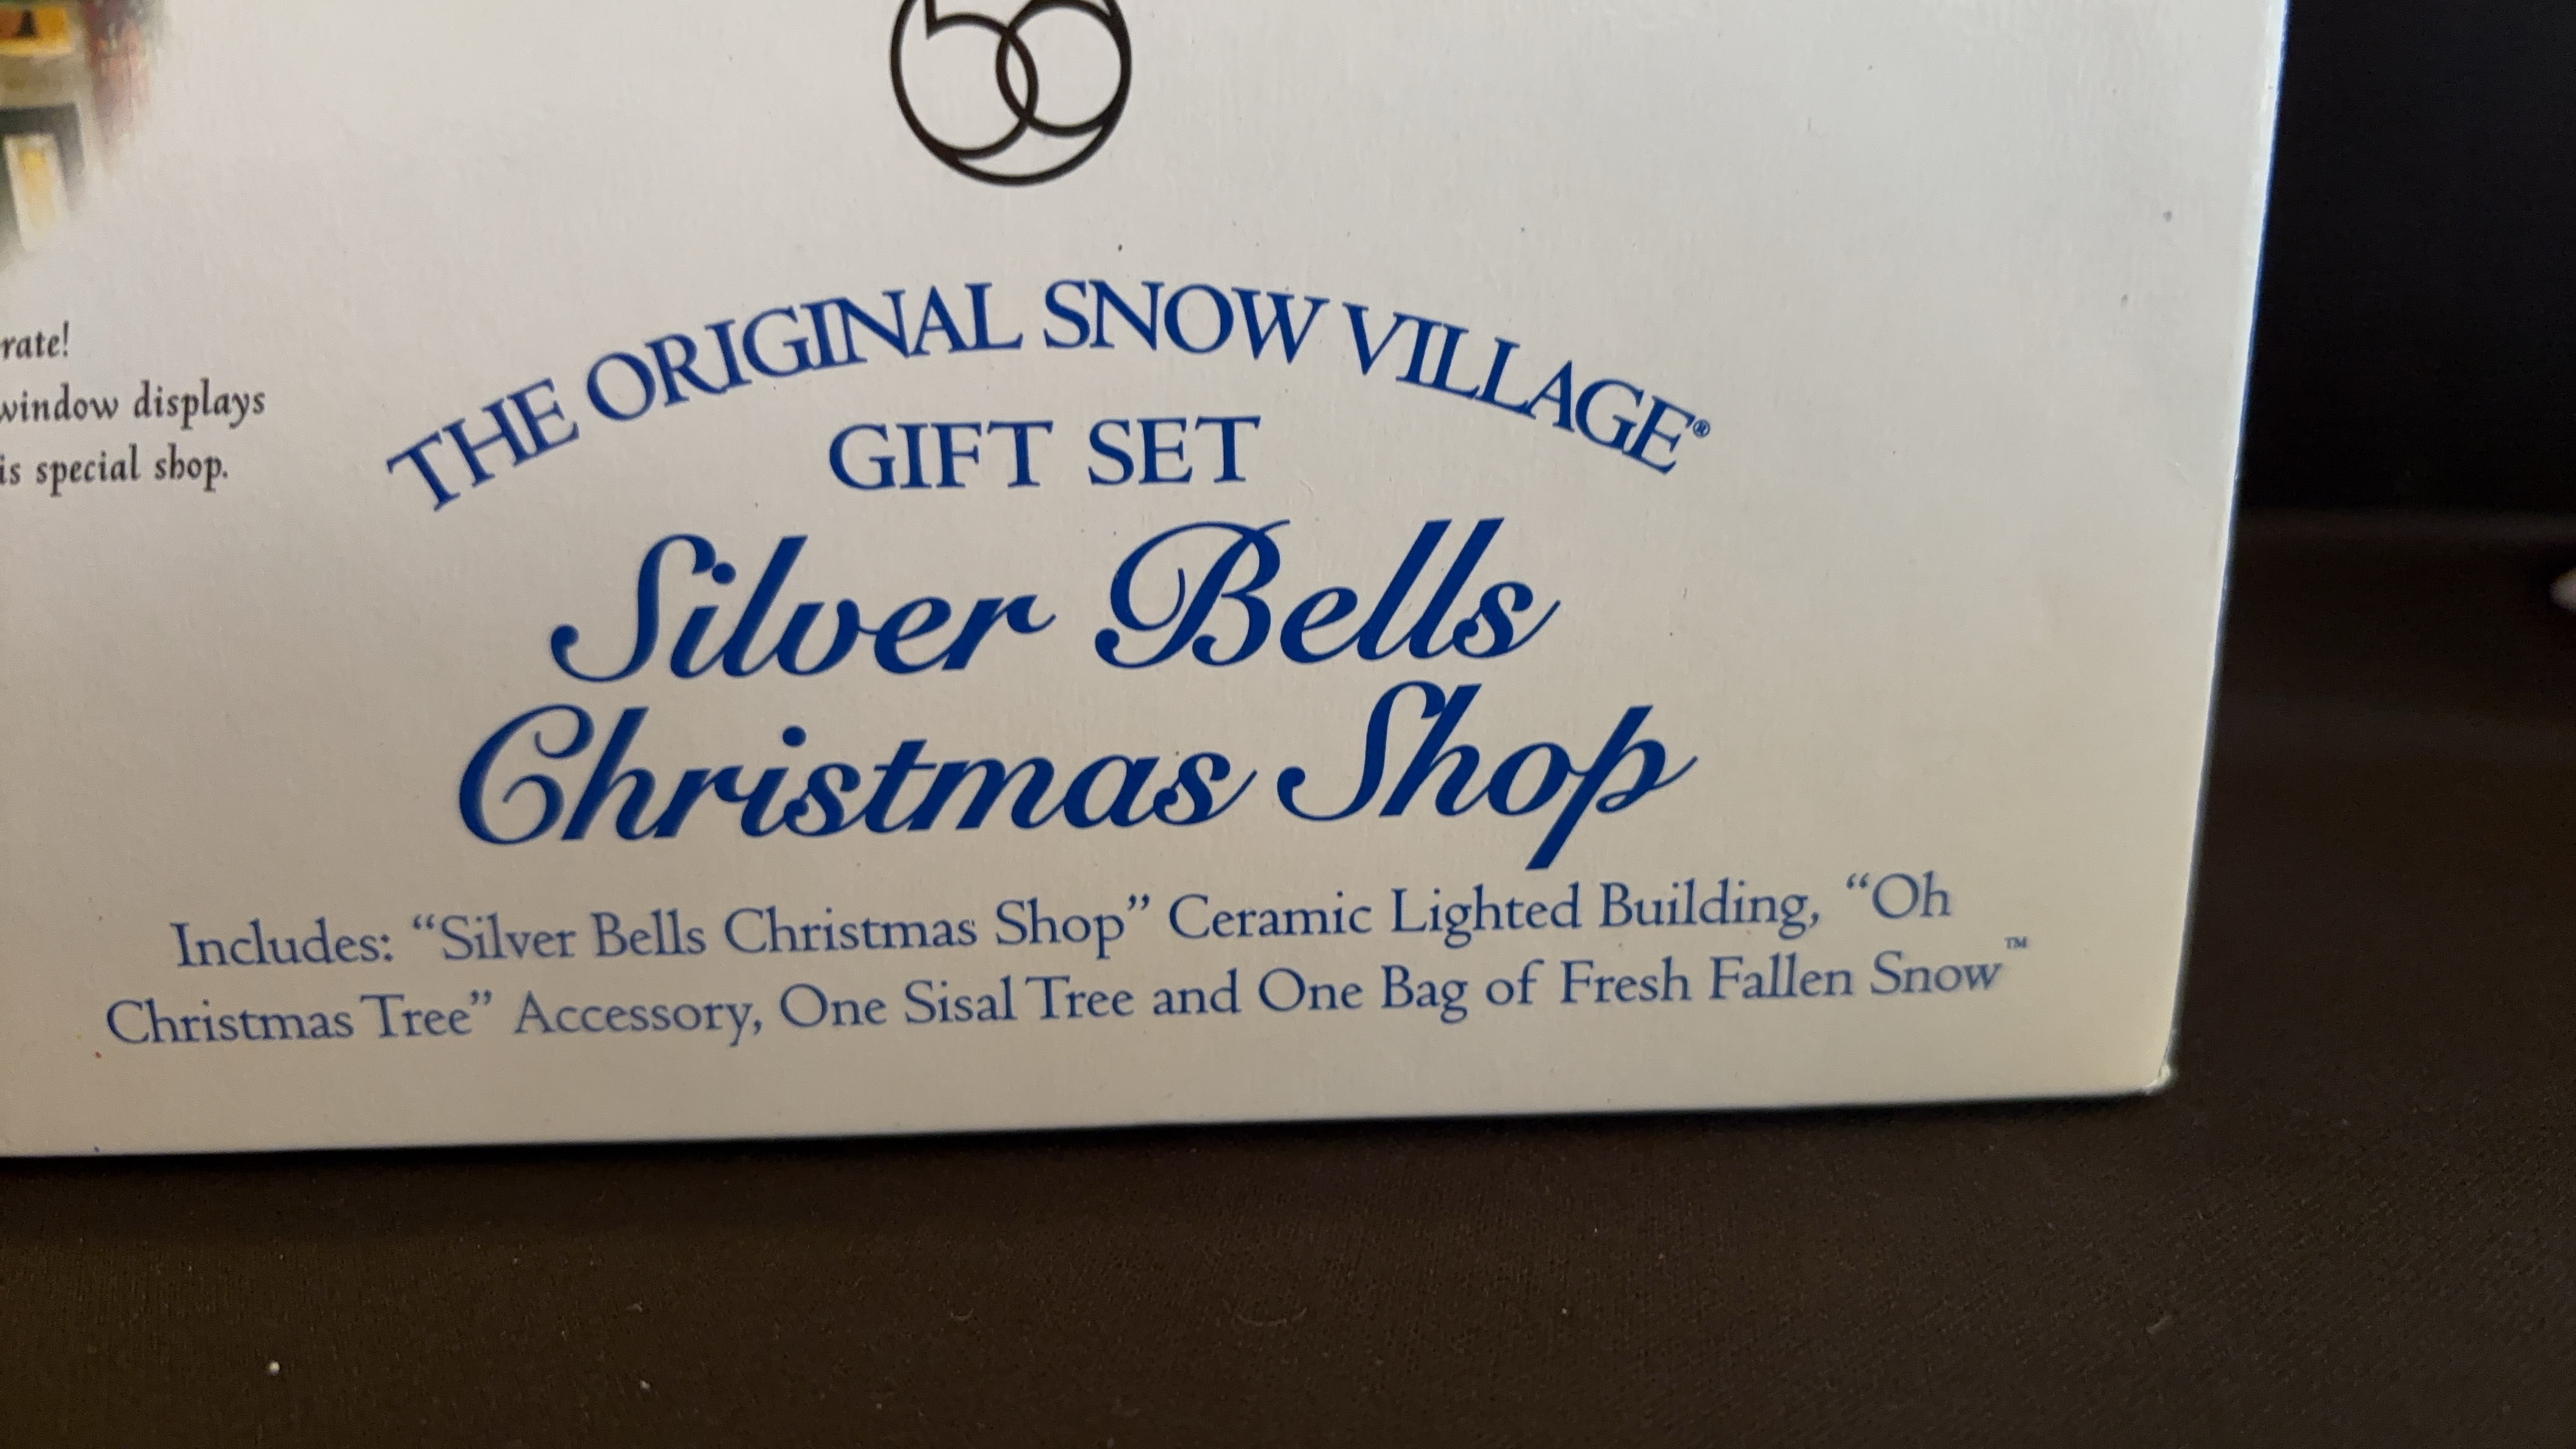 rate!
window displays
is special shop.
THE ORIGINAL SNOW VILLAGE®
GIFT SET
Silver Bells
Christmas Shop
Includes: “Silver Bells Christmas Shop” Ceramic Lighted Building, “Oh
Christmas Tree” Accessory, One Sisal Tree and One Bag of Fresh Fallen Snow™